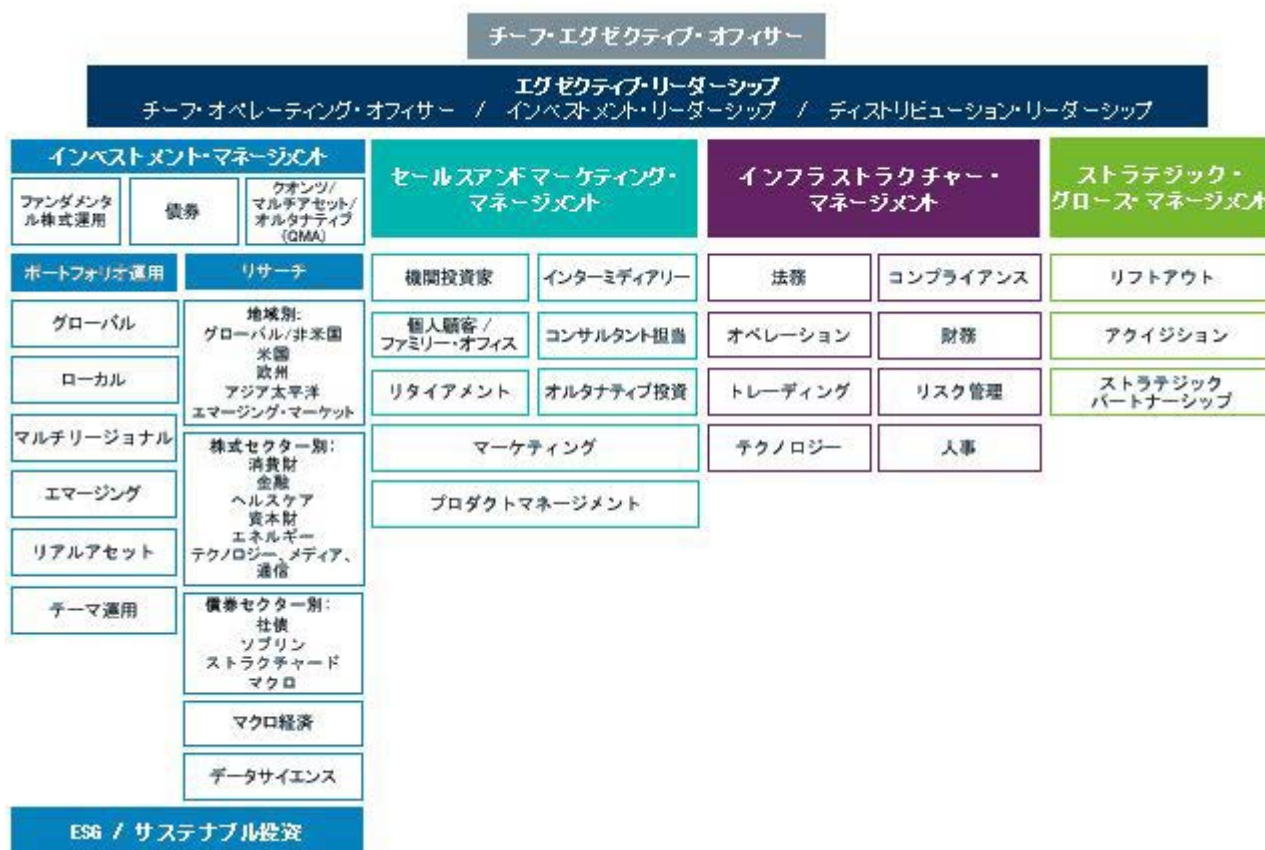 チーフ・エグゼクティブ・オフィサー
エグゼクティブ・リーダーシップ
チーフ・オペレーティング・オフィサー / インベストメント・リーダーシップ / ディストリビューション・リーダーシップ
インベストメント・マネージメント
ファンダメンタ
ル株式運用
債券
クオンツ/
マルチアセット/
オルタナティブ
(QMA)
ポートフォリオ運用
グローバル
ローカル
マルチリージョナル
エマージング
リアルアセット
テーマ運用
リサーチ
地域別:
グローバル/非米国
米国
欧州
アジア太平洋
エマージング・マーケット
株式セクター別:
消費財
金融
ヘルスケア
資本財
エネルギー
テクノロジー、メディア、
通信
債券セクター別:
社債
ソブリン
ストラクチャード
マクロ
マクロ経済
データサイエンス
ESG / サステナブル投資
セールスアンドマーケティング・
マネージメント
機関投資家
インターミディアリー
個人顧客 /
ファミリー・オフィス
コンサルタント担当
リタイアメント
オルタナティブ投資
マーケティング
プロダクトマネージメント
インフラストラクチャー・
マネージメント
法務
コンプライアンス
オペレーション
財務
トレーディング
リスク管理
テクノロジー
人事
ストラテジック・
グロース・マネージメント
リフトアウト
アクイジション
ストラテジック
パートナーシップ